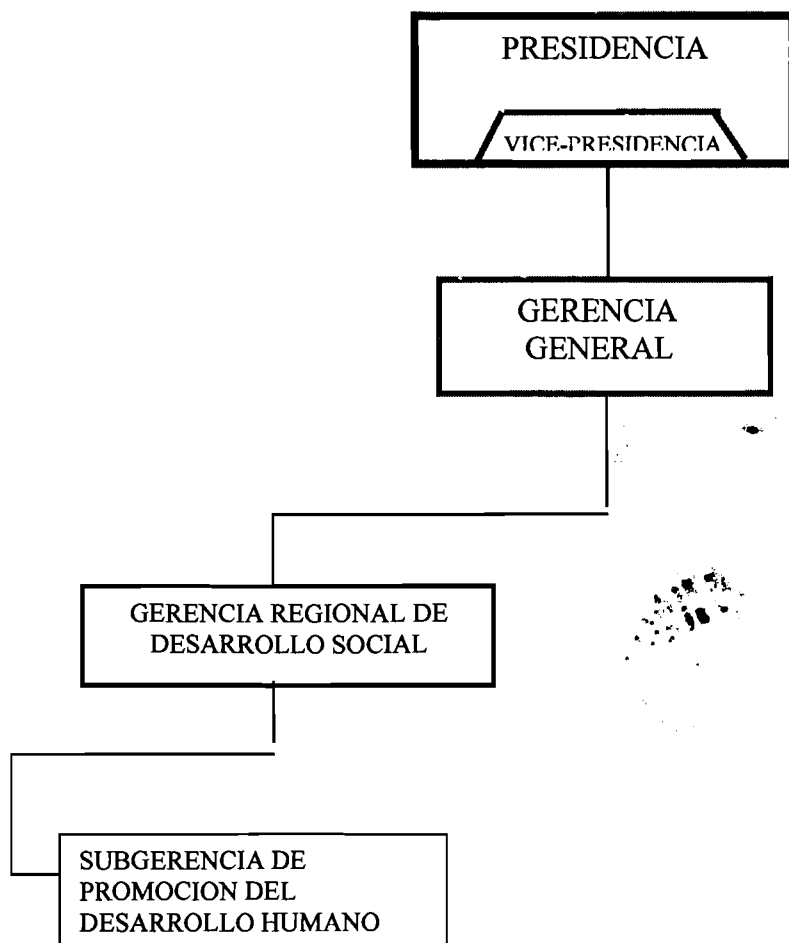 PRESIDENCIA
VICE-PRESIDENCIA
GERENCIA
GENERAL
GERENCIA REGIONAL DE
DESARROLLO SOCIAL
SUBGERENCIA DE
PROMOCION DEL
DESARROLLO HUMANO